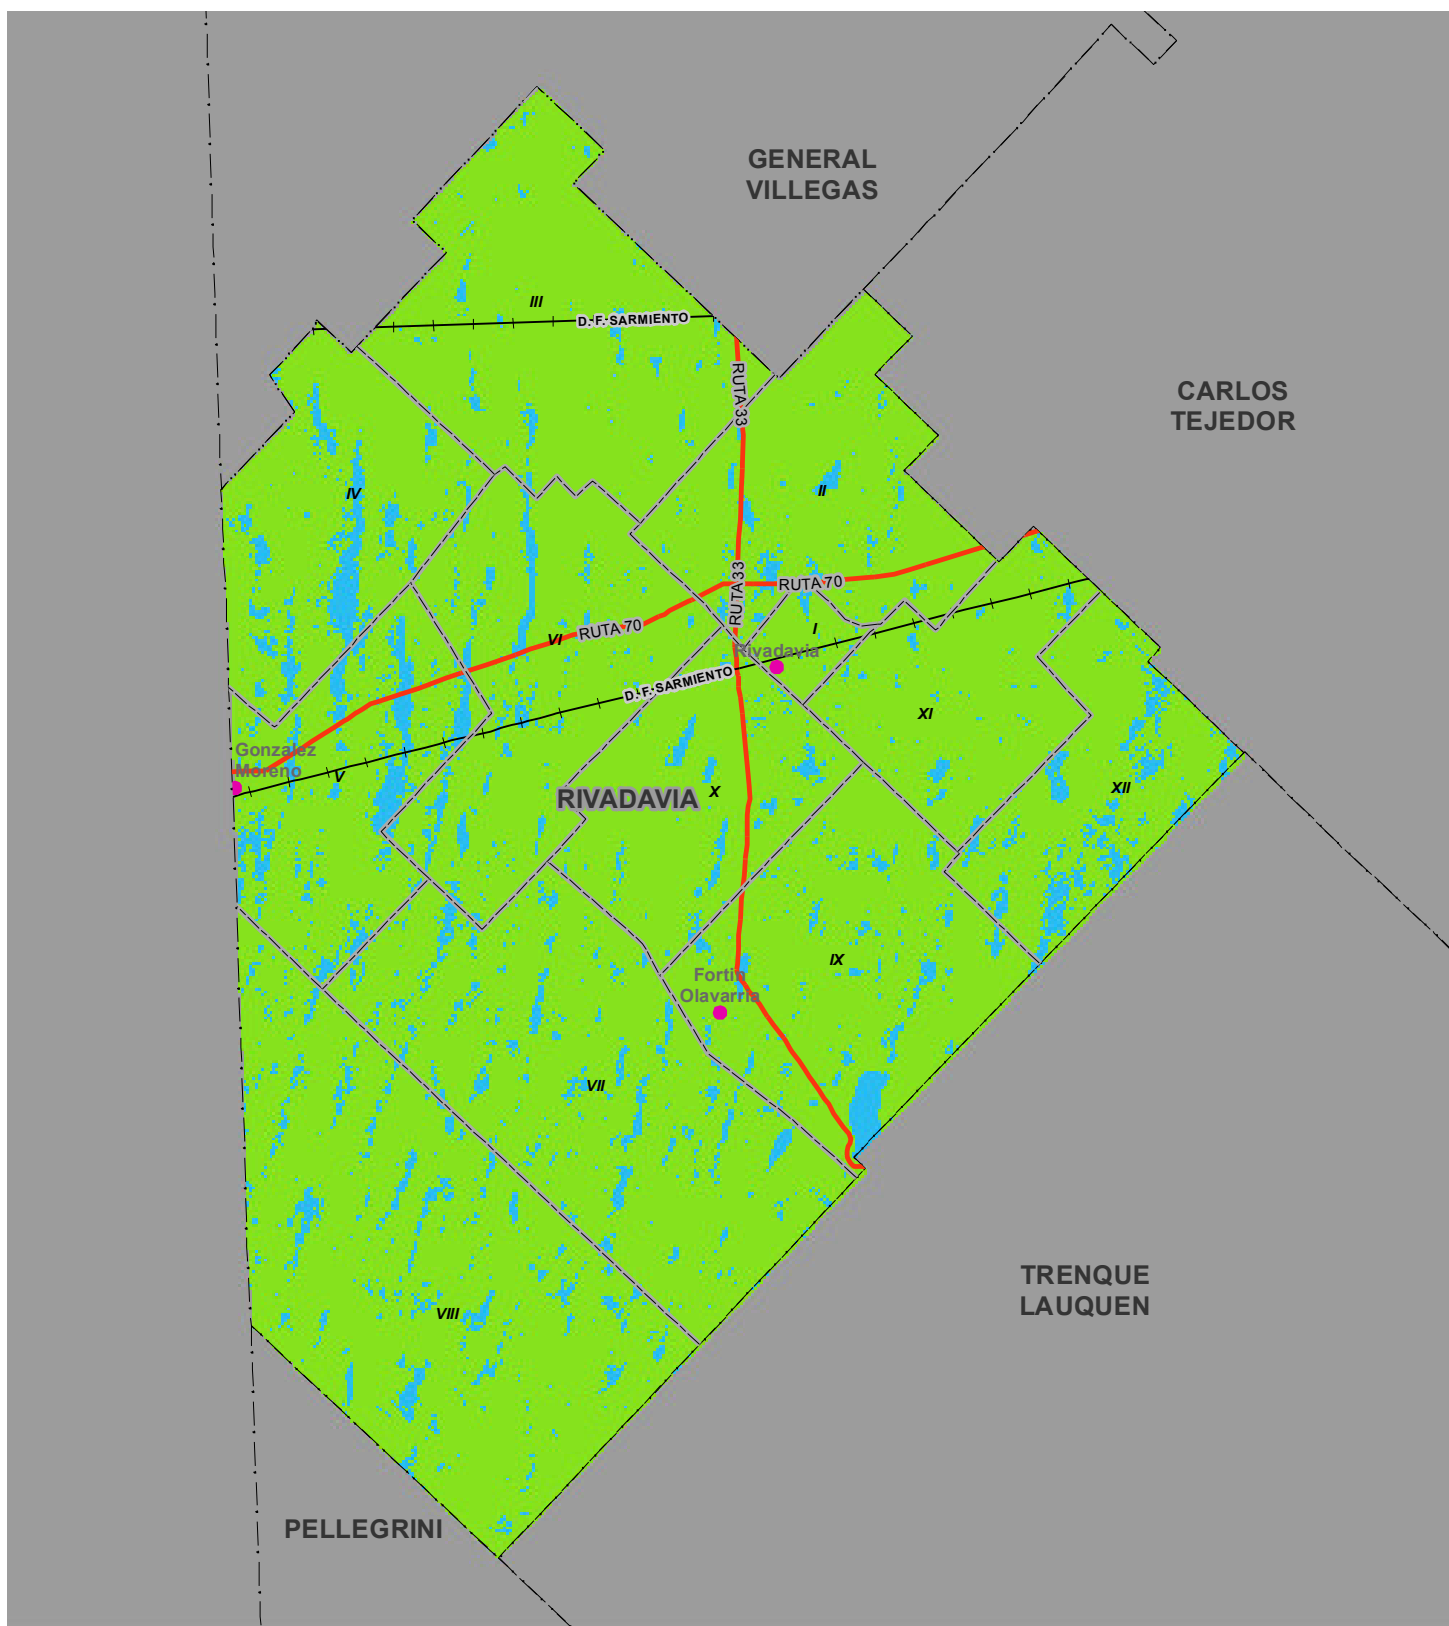 GENERAL
VILLEGAS
III
D. F. SARMIENTO
RUTA 33
CARLOS
TEJEDOR
IV
II
RUTA 33
RUTA 70
VI
RUTA 70
I
Rivadavia
D. F. SARMIENTO
XI
Gonzalez
Moreno
V
RIVADAVIA
X
XII
IX
Fortin
Olavarria
VII
TRENQUE
LAUQUEN
VIII
PELLEGRINI